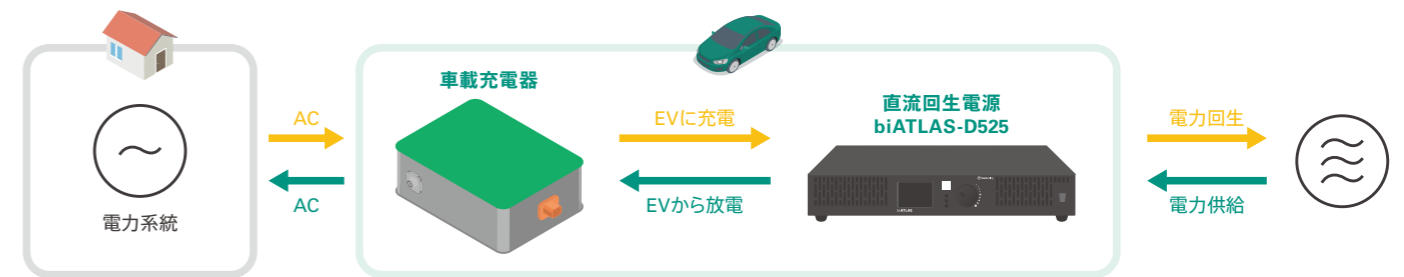 電力系統
AC
AC
車載充電器
EVに充電
EVから放電
直流回生電源
biATLAS-D525
biATLAS
電力回生
電力供給